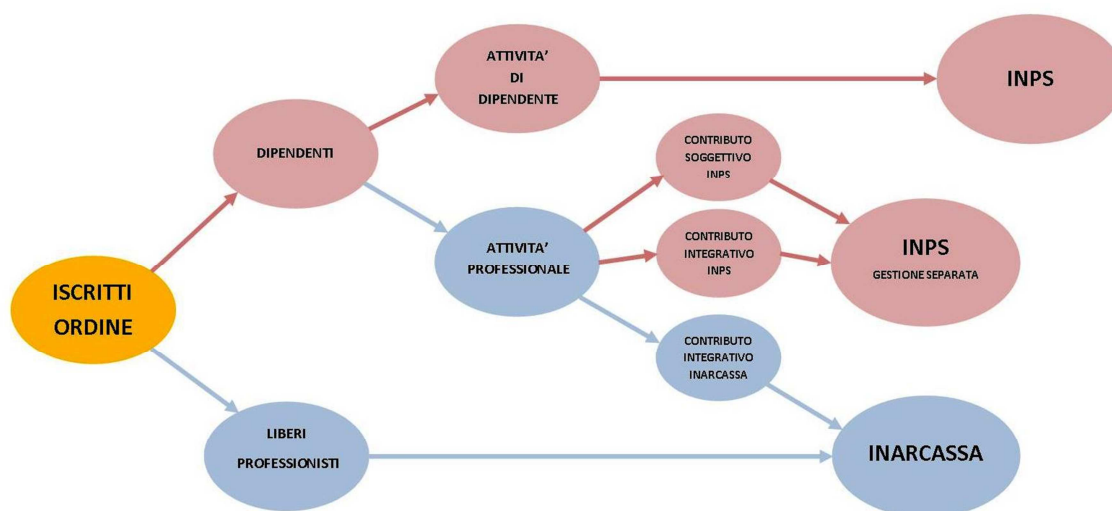 ATTIVITA’
DI
DIPENDENTE
INPS
DIPENDENTI
CONTRIBUTO
SOGGETTIVO
INPS
ATTIVITA’
PROFESSIONALE
CONTRIBUTO
INTEGRATIVO
INPS
INPS
GESTIONE SEPARATA
ISCRITTI
ORDINE
CONTRIBUTO
INTEGRATIVO
INARCASSA
LIBERI
PROFESSIONISTI
INARCASSA